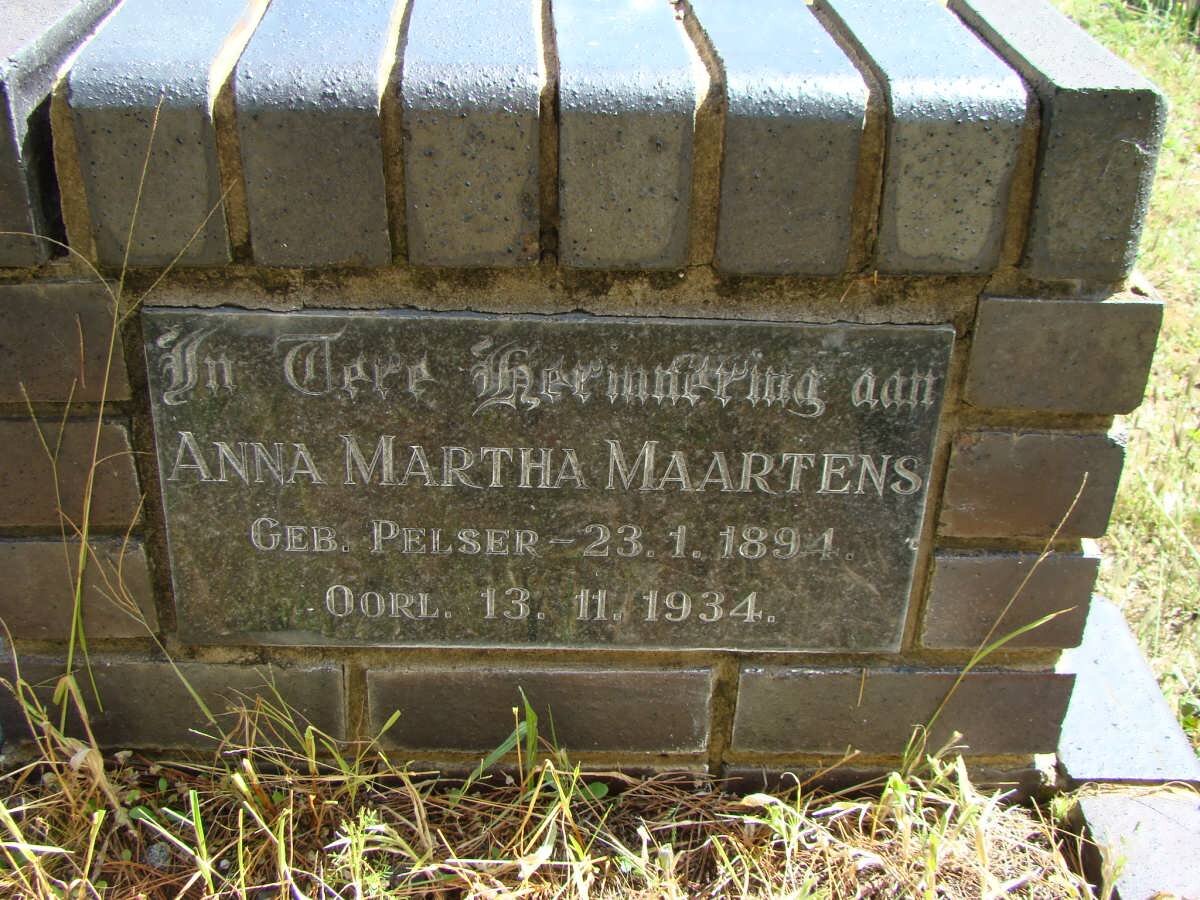 In Tere Herinnering aan
ANNA MARTHA MAARTENS
GEB. PELSER – 23. 1. 1894.
OORL. 13. 11. 1934.